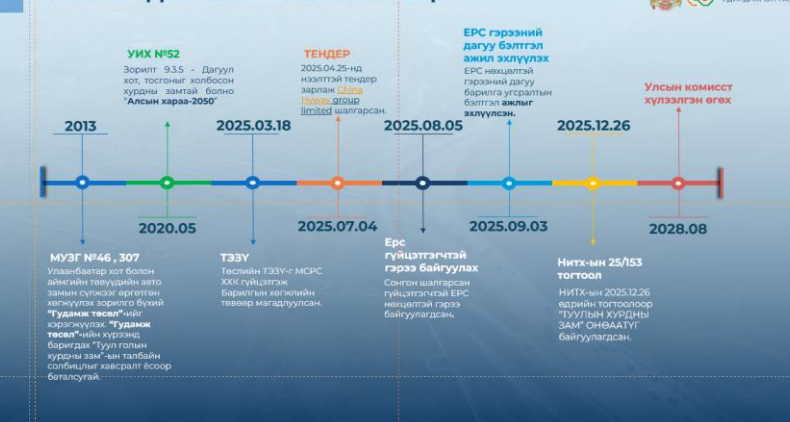 УИХ №52
Зорилт 9.3.5 - Дагуул
хот, тосгоныг холбосон
хурдны замтай болно
"Алсын хараа-2050"
ТЕНДЕР
2025.04.25-нд
нээлттэй тендер
зарлаж China
Hyway group
limited шалгарсан.
ЕРС гэрээний
дагуу бэлтгэл
ажил эхлүүлэх
ЕРС нөхцөлтэй
гэрээний дагуу
барилга угсралтын
бэлтгэл ажлыг
эхлүүлсэн.
Улсын комисст
хүлээлгэн өгөх
2013
2025.03.18
2025.08.05
2025.12.26
2020.05
2025.07.04
2025.09.03
2028.08
МУЗГ №46 , 307
Улаанбаатар хот болон
аймгийн төвүүдийн авто
замын сүлжээг өргөтгөн
хөгжүүлэх зорилго бүхий
"Гудамж төсөл"-ийг
хэрэгжүүлэх. "Гудамж
төсөл"-ийн хүрээнд
баригдах "Туул голын
хурдны зам"-ын талбайн
солбицлыг хавсралт ёсоор
баталсугай.
ТЭЗҮ
Төслийн ТЭЗҮ-г МСРС
ХХК гүйцэтгэж
Барилгын хөгжлийн
төвөөр магадлуулсан.
Ерс
гүйцэтгэгчтэй
гэрээ байгуулах
Сонгон шалгарсан
гүйцэтгэгчтэй ЕРС
нөхцөлтэй гэрээ
байгуулагдсан.
Нитх-ын 25/153
тогтоол
НИТХ-ын 2025.12.26
өдрийн тогтоолоор
"ТУУЛЫН ХУРДНЫ
ЗАМ" ОНӨААТҮГ
байгуулагдсан.